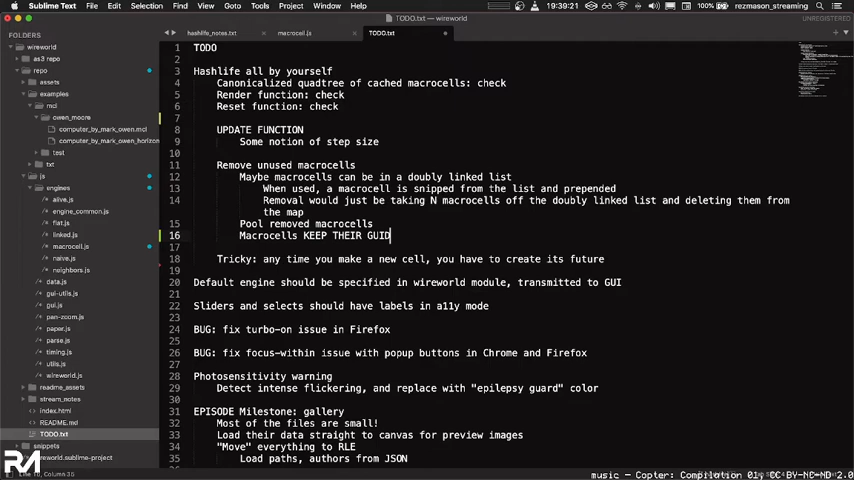 Sublime Text File Edit Selection Find View Goto Tools Project Window Help 100% 19:39:21 rezmason_streaming
TODO.txt — wireworld
UNREGISTERED
FOLDERS
wireworld
as3 repo
repo
assets
examples
mcl
owen_moore
computer_by_mark_owen.mcl
computer_by_mark_owen_horizon
test
txt
js
engines
alive.js
engine_common.js
flat.js
linked.js
macrocell.js
naive.js
neighbors.js
data.js
gui-utils.js
gui.js
pan-zoom.js
paper.js
parse.js
timing.js
utils.js
wireworld.js
readme_assets
stream_notes
index.html
README.md
TODO.txt
snippets
wireworld.sublime-project
hashlife_notes.txt
macrocell.js
TODO.txt
1 TODO
2
3 Hashlife all by yourself
4 Canonicalized quadtree of cached macrocells: check
5 Render function: check
6 Reset function: check
7
8 UPDATE FUNCTION
9 Some notion of step size
10
11 Remove unused macrocells
12 Maybe macrocells can be in a doubly linked list
13 When used, a macrocell is snipped from the list and prepended
14 Removal would just be taking N macrocells off the doubly linked list and deleting them from
the map
15 Pool removed macrocells
16 Macrocells KEEP THEIR GUID
17
18 Tricky: any time you make a new cell, you have to create its future
19
20 Default engine should be specified in wireworld module, transmitted to GUI
21
22 Sliders and selects should have labels in a11y mode
23
24 BUG: fix turbo-on issue in Firefox
25
26 BUG: fix focus-within issue with popup buttons in Chrome and Firefox
27
28 Photosensitivity warning
29 Detect intense flickering, and replace with "epilepsy guard" color
30
31 EPISODE Milestone: gallery
32 Most of the files are small!
33 Load their data straight to canvas for preview images
34 "Move" everything to RLE
35 Load paths, authors from JSON
Line 16, Column 35
music - Copter: Compilation 01, CC BY-NC-ND 2.0